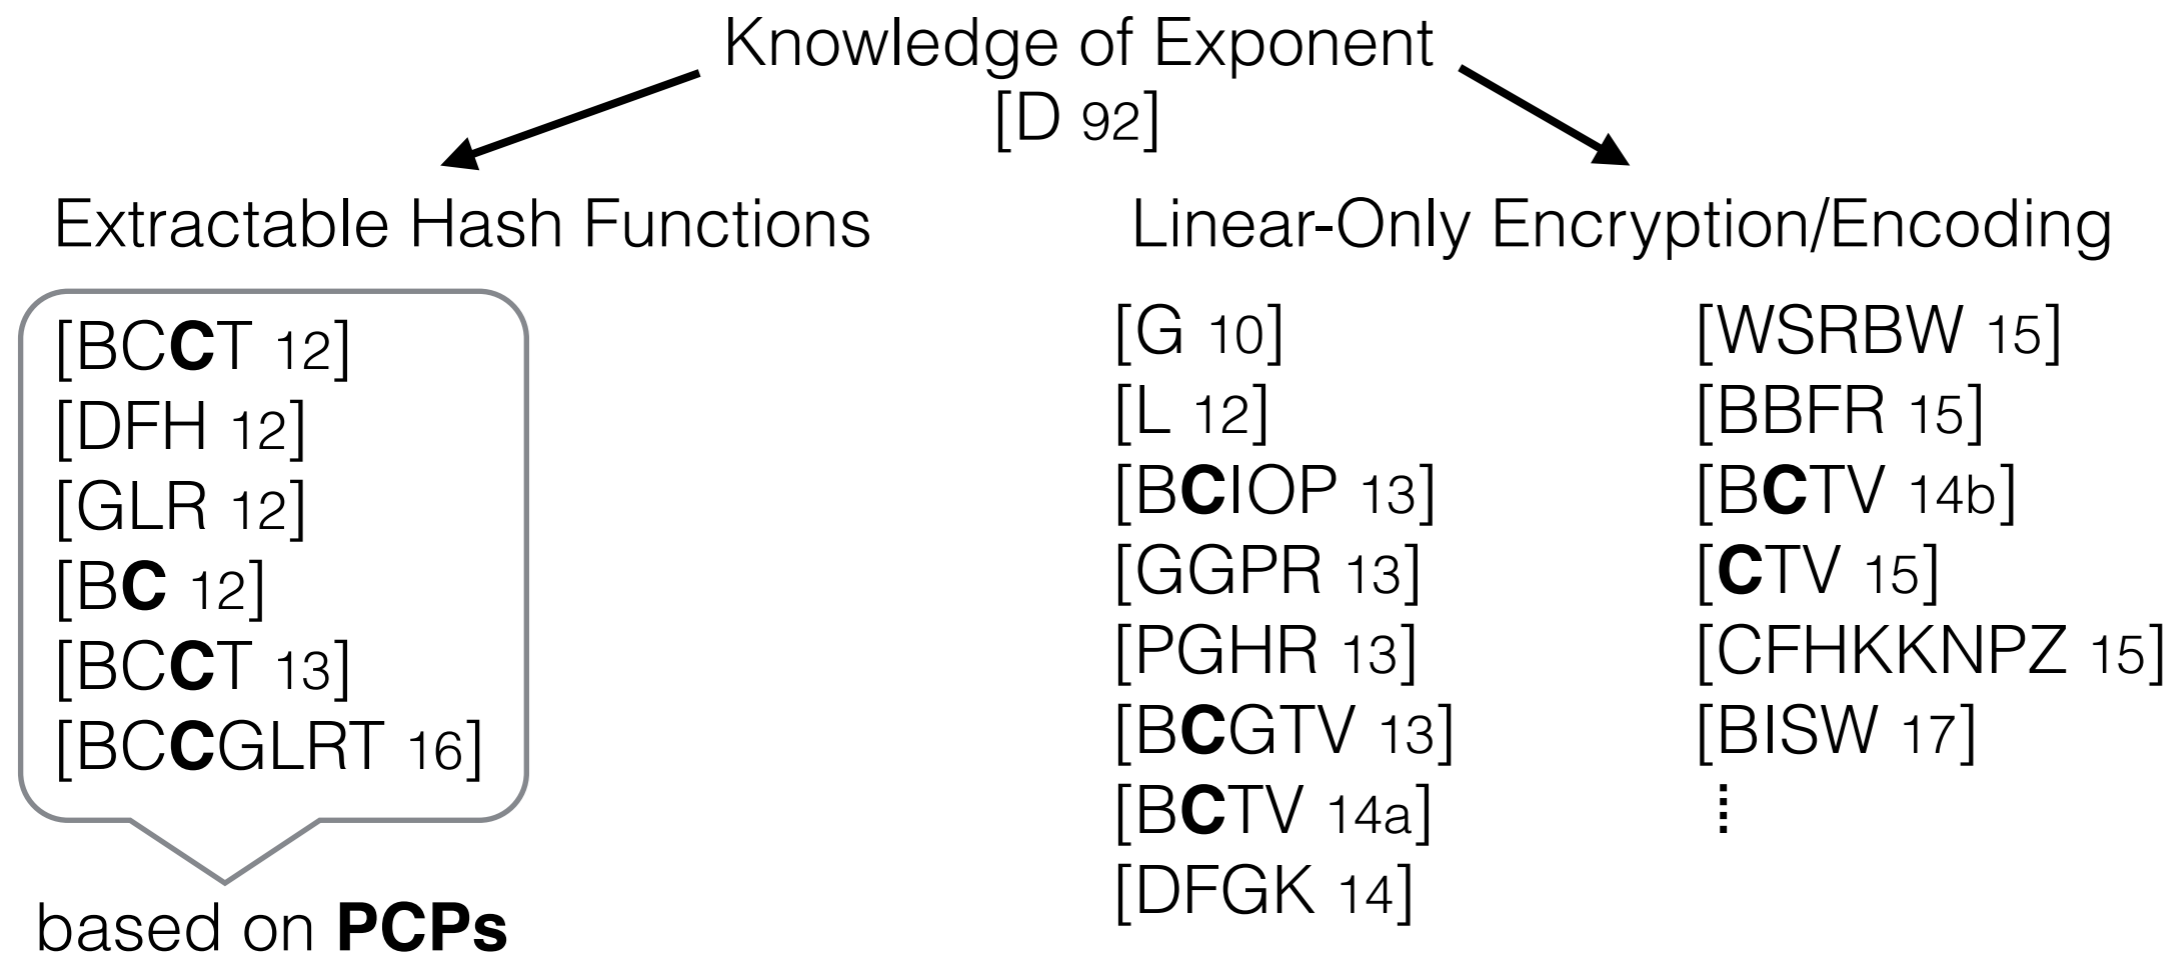 Knowledge of Exponent
[D 92]
Extractable Hash Functions
[BCCT 12]
[DFH 12]
[GLR 12]
[BC 12]
[BCCT 13]
[BCCGLRT 16]
based on PCPs
Linear-Only Encryption/Encoding
[G 10]
[L 12]
[BCIOP 13]
[GGPR 13]
[PGHR 13]
[BCGTV 13]
[BCTV 14a]
[DFGK 14]
[WSRBW 15]
[BBFR 15]
[BCTV 14b]
[CTV 15]
[CFHKKNPZ 15]
[BISW 17]